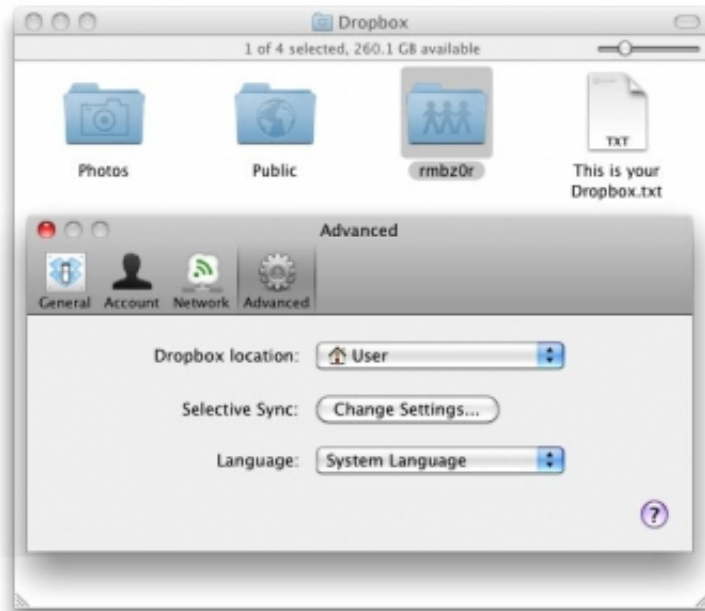 Dropbox
1 of 4 selected, 260.1 GB available
TXT
Photos
Public
rmbz0r
This is your
Dropbox.txt
Advanced
General Account Network Advanced
Dropbox location: User
Selective Sync: Change Settings...
Language: System Language
?